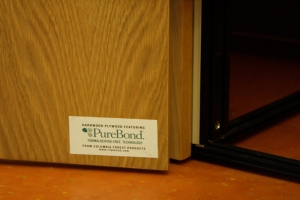 HARDWOOD PLYWOOD FEATURING
PureBond.
FORMALDEHYDE-FREE TECHNOLOGY
FROM COLUMBIA FOREST PRODUCTS